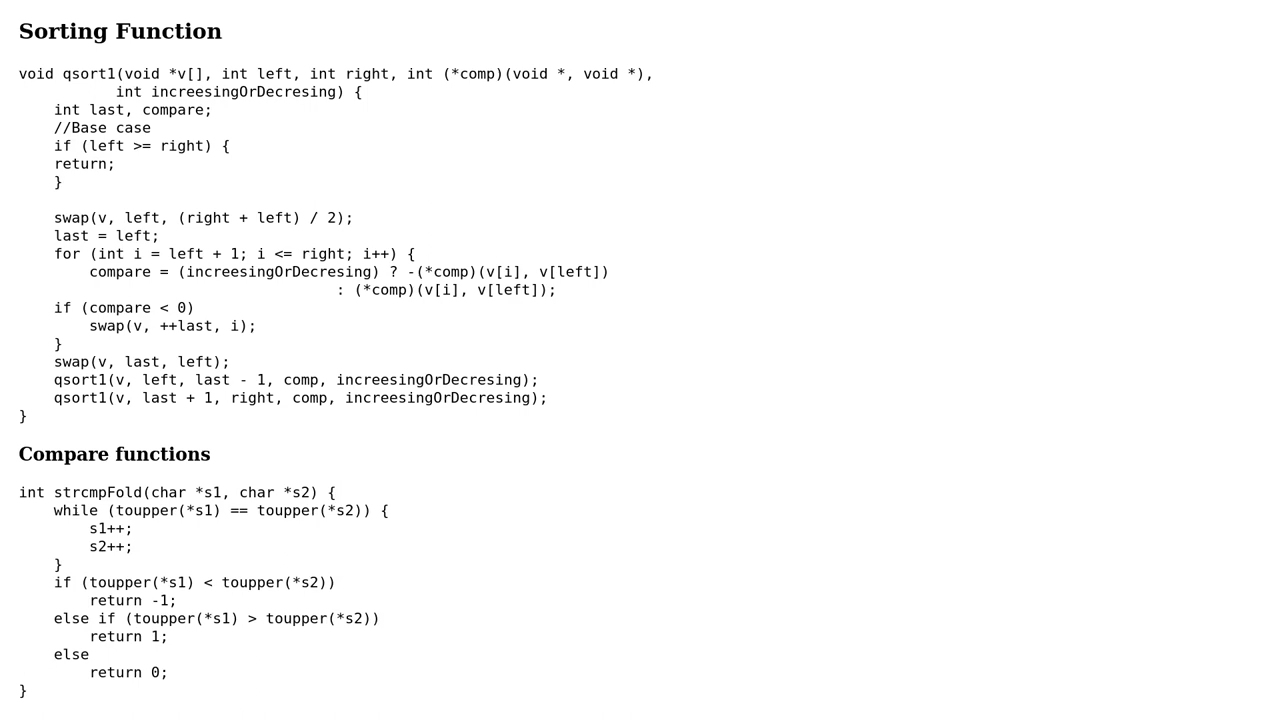 Sorting Function
void qsort1(void *v[], int left, int right, int (*comp)(void *, void *),
           int increesingOrDecresing) {
    int last, compare;
    //Base case
    if (left >= right) {
    return;
    }

    swap(v, left, (right + left) / 2);
    last = left;
    for (int i = left + 1; i <= right; i++) {
        compare = (increesingOrDecresing) ? -(*comp)(v[i], v[left])
                                    : (*comp)(v[i], v[left]);
    if (compare < 0)
        swap(v, ++last, i);
    }
    swap(v, last, left);
    qsort1(v, left, last - 1, comp, increesingOrDecresing);
    qsort1(v, last + 1, right, comp, increesingOrDecresing);
}
Compare functions
int strcmpFold(char *s1, char *s2) {
    while (toupper(*s1) == toupper(*s2)) {
        s1++;
        s2++;
    }
    if (toupper(*s1) < toupper(*s2))
        return -1;
    else if (toupper(*s1) > toupper(*s2))
        return 1;
    else
        return 0;
}